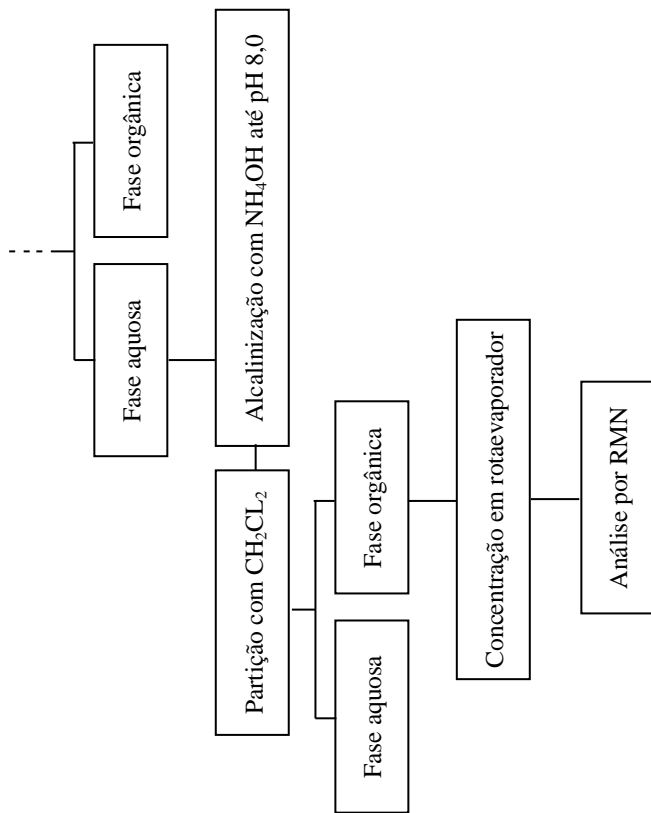 Fase aquosa
Fase orgânica
Alcalinização com NH₄OH até pH 8,0
Partição com CH₂CL₂
Fase aquosa
Fase orgânica
Concentração em rotaevaporador
Análise por RMN